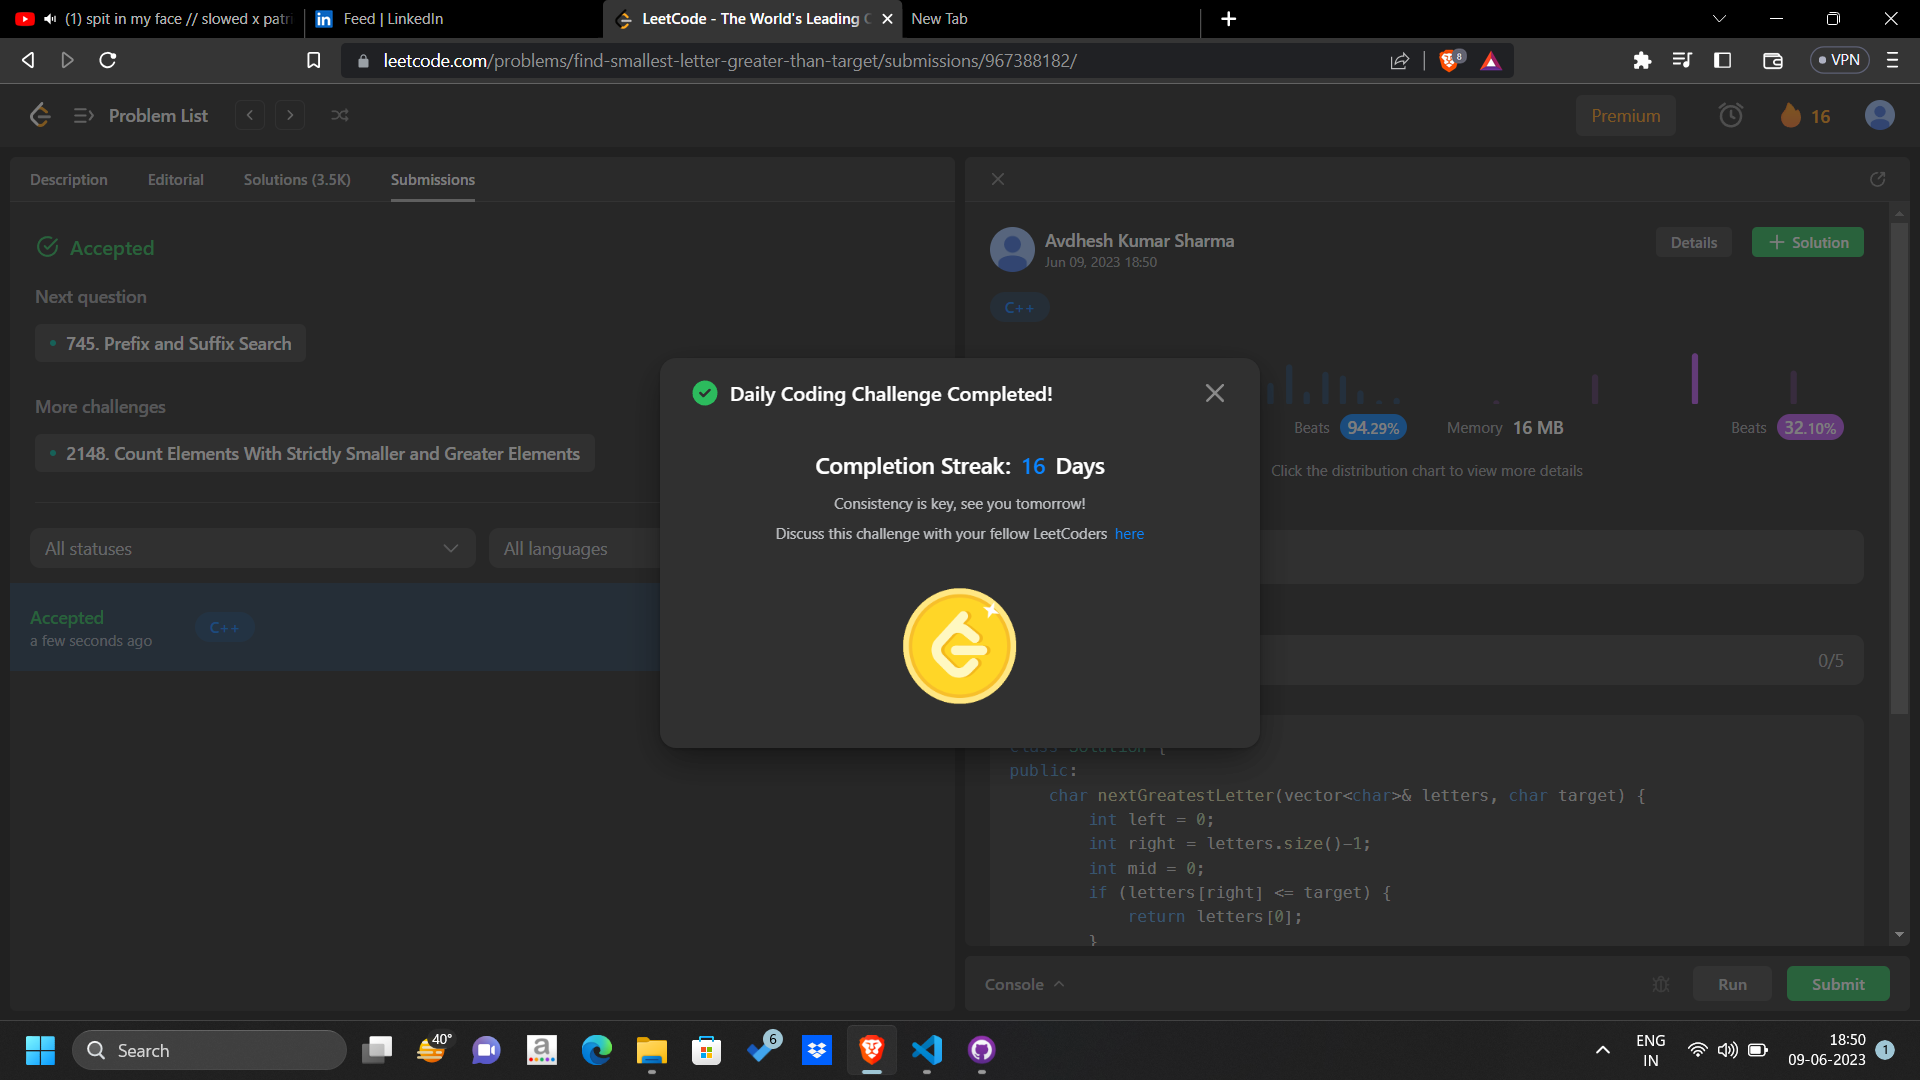 (1) spit in my face // slowed x patri
Feed | LinkedIn
LeetCode - The World's Leading C
New Tab
leetcode.com/problems/find-smallest-letter-greater-than-target/submissions/967388182/
8
VPN
Problem List
Premium
16
Description
Editorial
Solutions (3.5K)
Submissions
Accepted
Next question
745. Prefix and Suffix Search
More challenges
2148. Count Elements With Strictly Smaller and Greater Elements
All statuses
All languages
Accepted
a few seconds ago
C++
Avdhesh Kumar Sharma
Jun 09, 2023 18:50
Details
+ Solution
C++
Beats 94.29%
Memory 16 MB
Beats 32.10%
Click the distribution chart to view more details
Daily Coding Challenge Completed!
Completion Streak: 16 Days
Consistency is key, see you tomorrow!
Discuss this challenge with your fellow LeetCoders here
0/5
class Solution {
public:
char nextGreatestLetter(vector<char>& letters, char target) {
int left = 0;
int right = letters.size()-1;
int mid = 0;
if (letters[right] <= target) {
return letters[0];
}
Console
Run
Submit
Search
40°
a
6
ENG
IN
18:50
09-06-2023
1